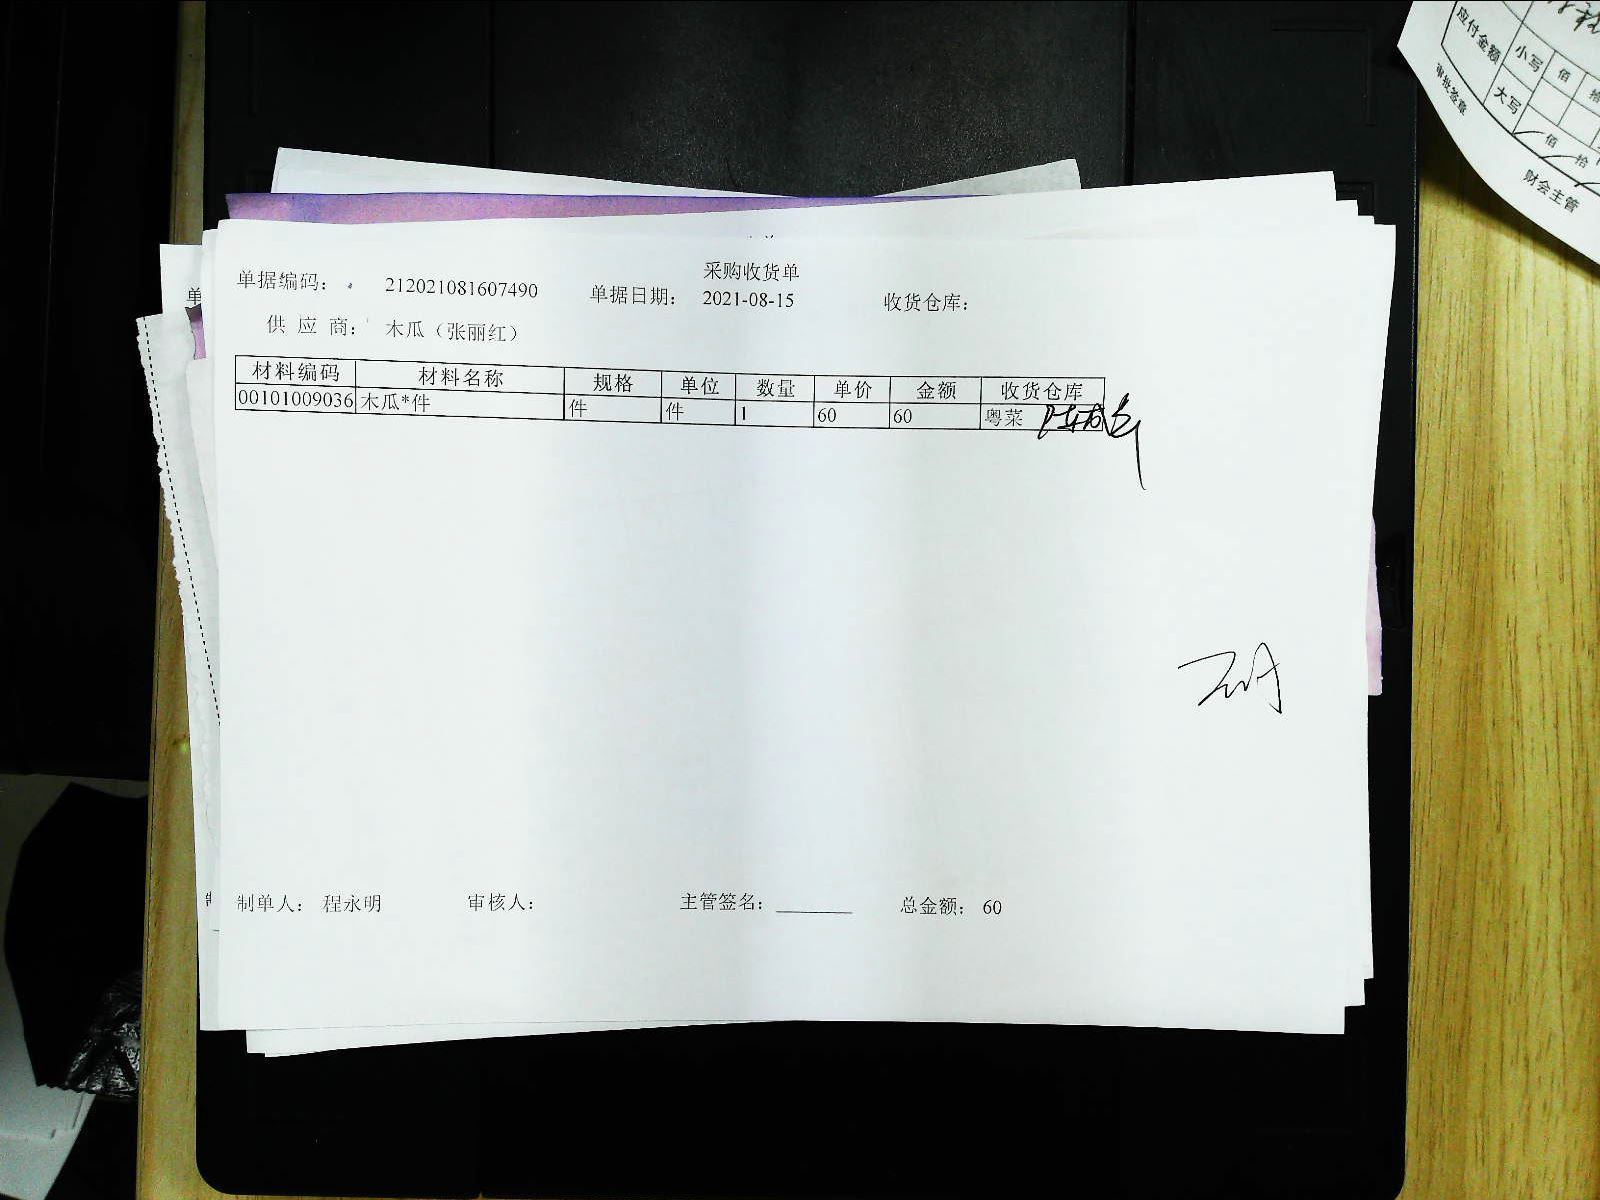 采购收货单
单据编码： 212021081607490 单据日期： 2021-08-15 收货仓库：
供 应 商： 木瓜（张丽红）
材料编码 材料名称 规格 单位 数量 单价 金额 收货仓库
00101009036 木瓜*件 件 件 1 60 60 粤菜
制单人： 程永明 审核人： 主管签名： 总金额： 60
单
应付金额 小写 佰 拾
大写 佰 拾
审批签章
财会主管